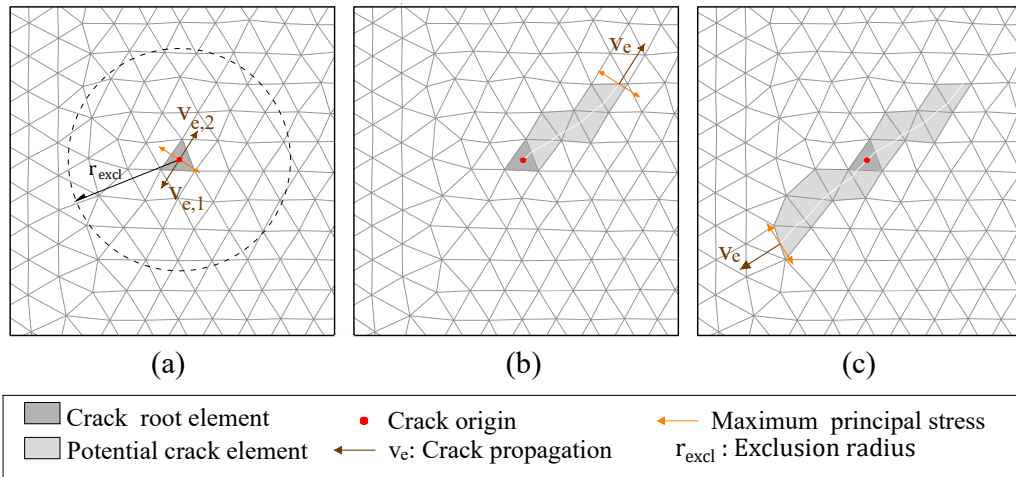 v_e,2
r_excl
v_e,1
v_e
v_e
(a) (b) (c)
Crack root element Crack origin Maximum principal stress
Potential crack element v_e: Crack propagation r_excl : Exclusion radius